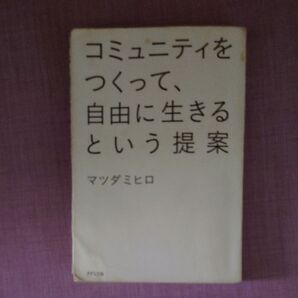 コミュニティを
つくって、
自由に生きる
という提案
マツダミヒロ